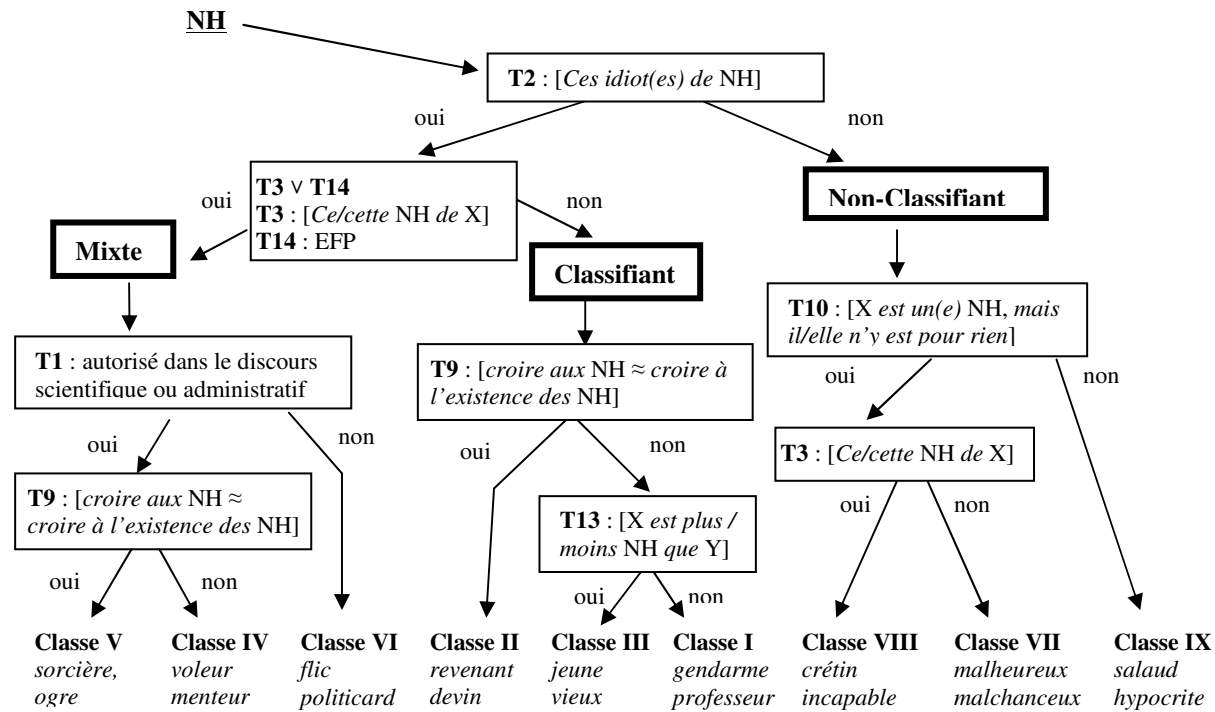 NH
T2 : [Ces idiot(es) de NH]
oui
non
T3 ∨ T14
T3 : [Ce/cette NH de X]
T14 : EFP
oui
non
Non-Classifiant
Mixte
Classifiant
T1 : autorisé dans le discours
scientifique ou administratif
T9 : [croire aux NH ≈ croire à
l'existence des NH]
T10 : [X est un(e) NH, mais
il/elle n'y est pour rien]
oui
non
oui
non
oui
non
T9 : [croire aux NH ≈
croire à l'existence des NH]
T13 : [X est plus /
moins NH que Y]
T3 : [Ce/cette NH de X]
oui
non
oui
non
oui
non
Classe V
sorcière,
ogre
Classe IV
voleur
menteur
Classe VI
flic
politicard
Classe II
revenant
devin
Classe III
jeune
vieux
Classe I
gendarme
professeur
Classe VIII
crétin
incapable
Classe VII
malheureux
malchanceux
Classe IX
salaud
hypocrite